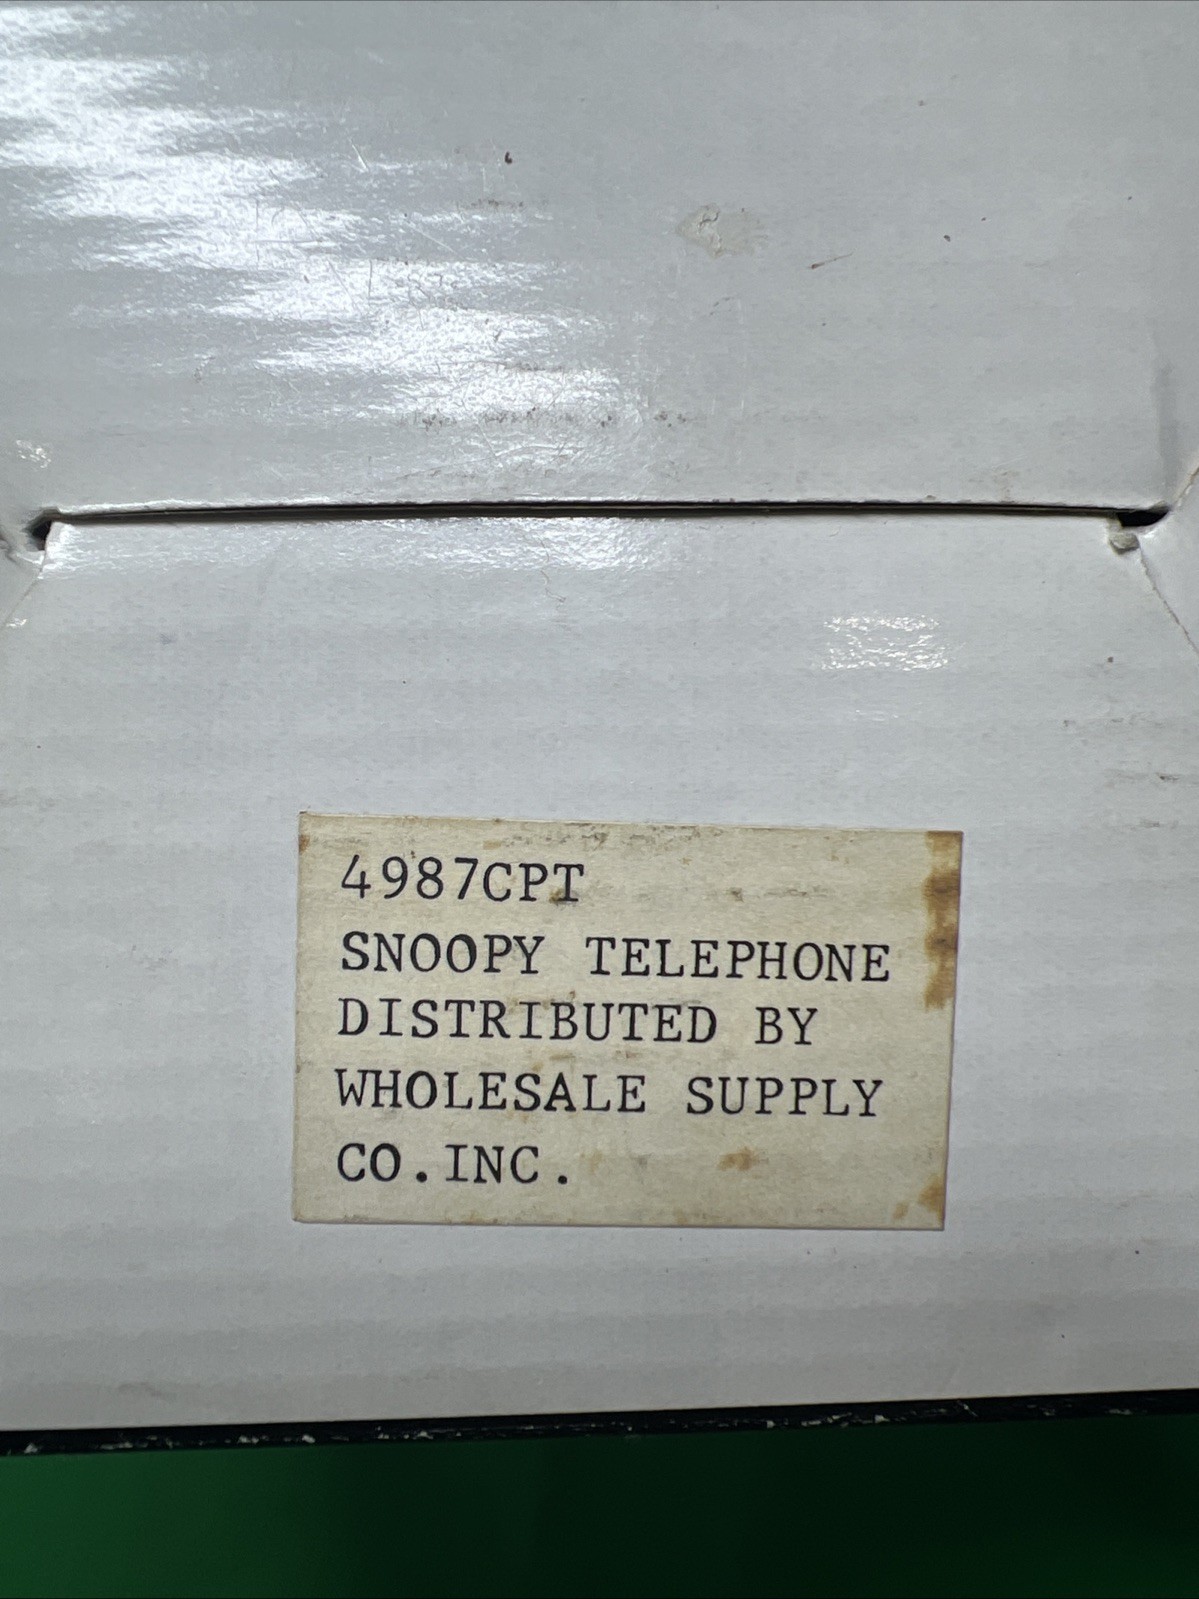 4987CPT
SNOOPY TELEPHONE
DISTRIBUTED BY
WHOLESALE SUPPLY
CO.INC.